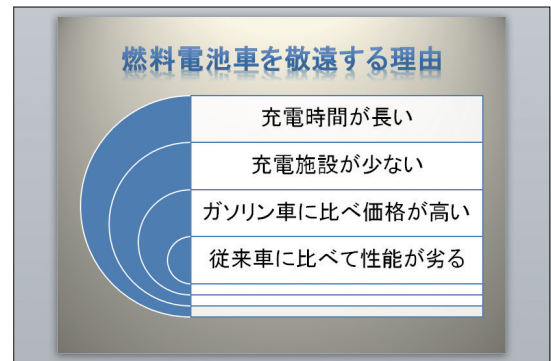 燃料電池車を敬遠する理由
充電時間が長い
充電施設が少ない
ガソリン車に比べ価格が高い
従来車に比べて性能が劣る